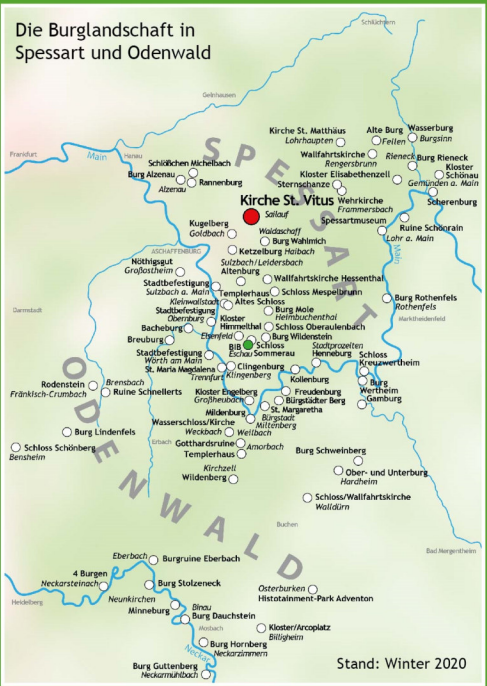 Die Burglandschaft in
Spessart und Odenwald
Schlüchtern
Gelnhausen
Frankfurt
Main
Hanau
SPESSART
Kirche St. Matthäus
Lohrhaupten
Alte Burg
Fellen
Wasserburg
Burgsinn
Wallfahrtskirche
Rengersbrunn
Rieneck
Burg Rieneck
Kloster
Schönau
Gemünden a. Main
Schlößchen Michelbach
Burg Alzenau
Alzenau
Rannenburg
Kloster Elisabethenzell
Sternschanze
Wehrkirche
Frammersbach
Scherenburg
Kirche St. Vitus
Sailauf
Spessartmuseum
Ruine Schönrain
Lohr a. Main
Kugelberg
Goldbach
Waldaschaff
Burg Wahlmich
Ketzelburg Haibach
ASCHAFFENBURG
Sulzbach/Leidersbach
Altenburg
Main
Nöthigsgut
Großostheim
Stadtbefestigung
Sulzbach a. Main
Wallfahrtskirche Hessenthal
Templerhaus
Schloss Mespelbrunn
Kleinwallstadt
Altes Schloss
Burg Rothenfels
Rothenfels
Darmstadt
Stadtbefestigung
Obernburg
Kloster
Himmelthal
Burg Mole
Heimbuchenthal
Marktheidenfeld
Bacheburg
Elsenfeld
Schloss Oberaulenbach
Breuburg
Burg Wildenstein
BIB
Eschau
Schloss
Sommerau
Stadtprozelten
Henneburg
Stadtbefestigung
Wörth am Main
St. Maria Magdalena
Trennfurt
Clingenburg
Klingenberg
Schloss
Kreuzwertheim
Kollenburg
Burg
Wertheim
Rodenstein
Fränkisch-Crumbach
Brensbach
Ruine Schnellerts
Kloster Engelberg
Großheubach
Freudenburg
Bürgstädter Berg
Bürgstadt
Gamburg
St. Margaretha
Mildenburg
Miltenberg
ODENWALD
Wasserschloss/Kirche
Weckbach
Weilbach
Burg Lindenfels
Erbach
Gotthardsruine
Amorbach
Schloss Schönberg
Bensheim
Templerhaus
Burg Schweinberg
Kirchzell
Wildenberg
Ober- und Unterburg
Hardheim
Schloss/Wallfahrtskirche
Walldürn
Buchen
Bad Mergentheim
Eberbach
Burgruine Eberbach
4 Burgen
Neckarsteinach
Burg Stolzeneck
Osterburken
Histotainment-Park Adventon
Heidelberg
Neunkirchen
Minneburg
Binau
Burg Dauchstein
Mosbach
Kloster/Arcoplatz
Billigheim
Burg Hornberg
Neckarzimmern
Neckar
Burg Guttenberg
Neckarmühlbach
Stand: Winter 2020